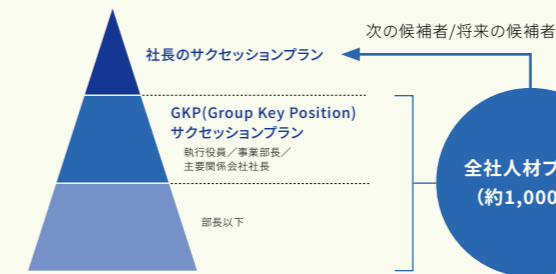 次の候補者/将来の候補者
社長のサクセッションプラン
GKP(Group Key Position)
サクセッションプラン
執行役員／事業部長／
主要関係会社社長
全社人材プ
（約1,000
部長以下